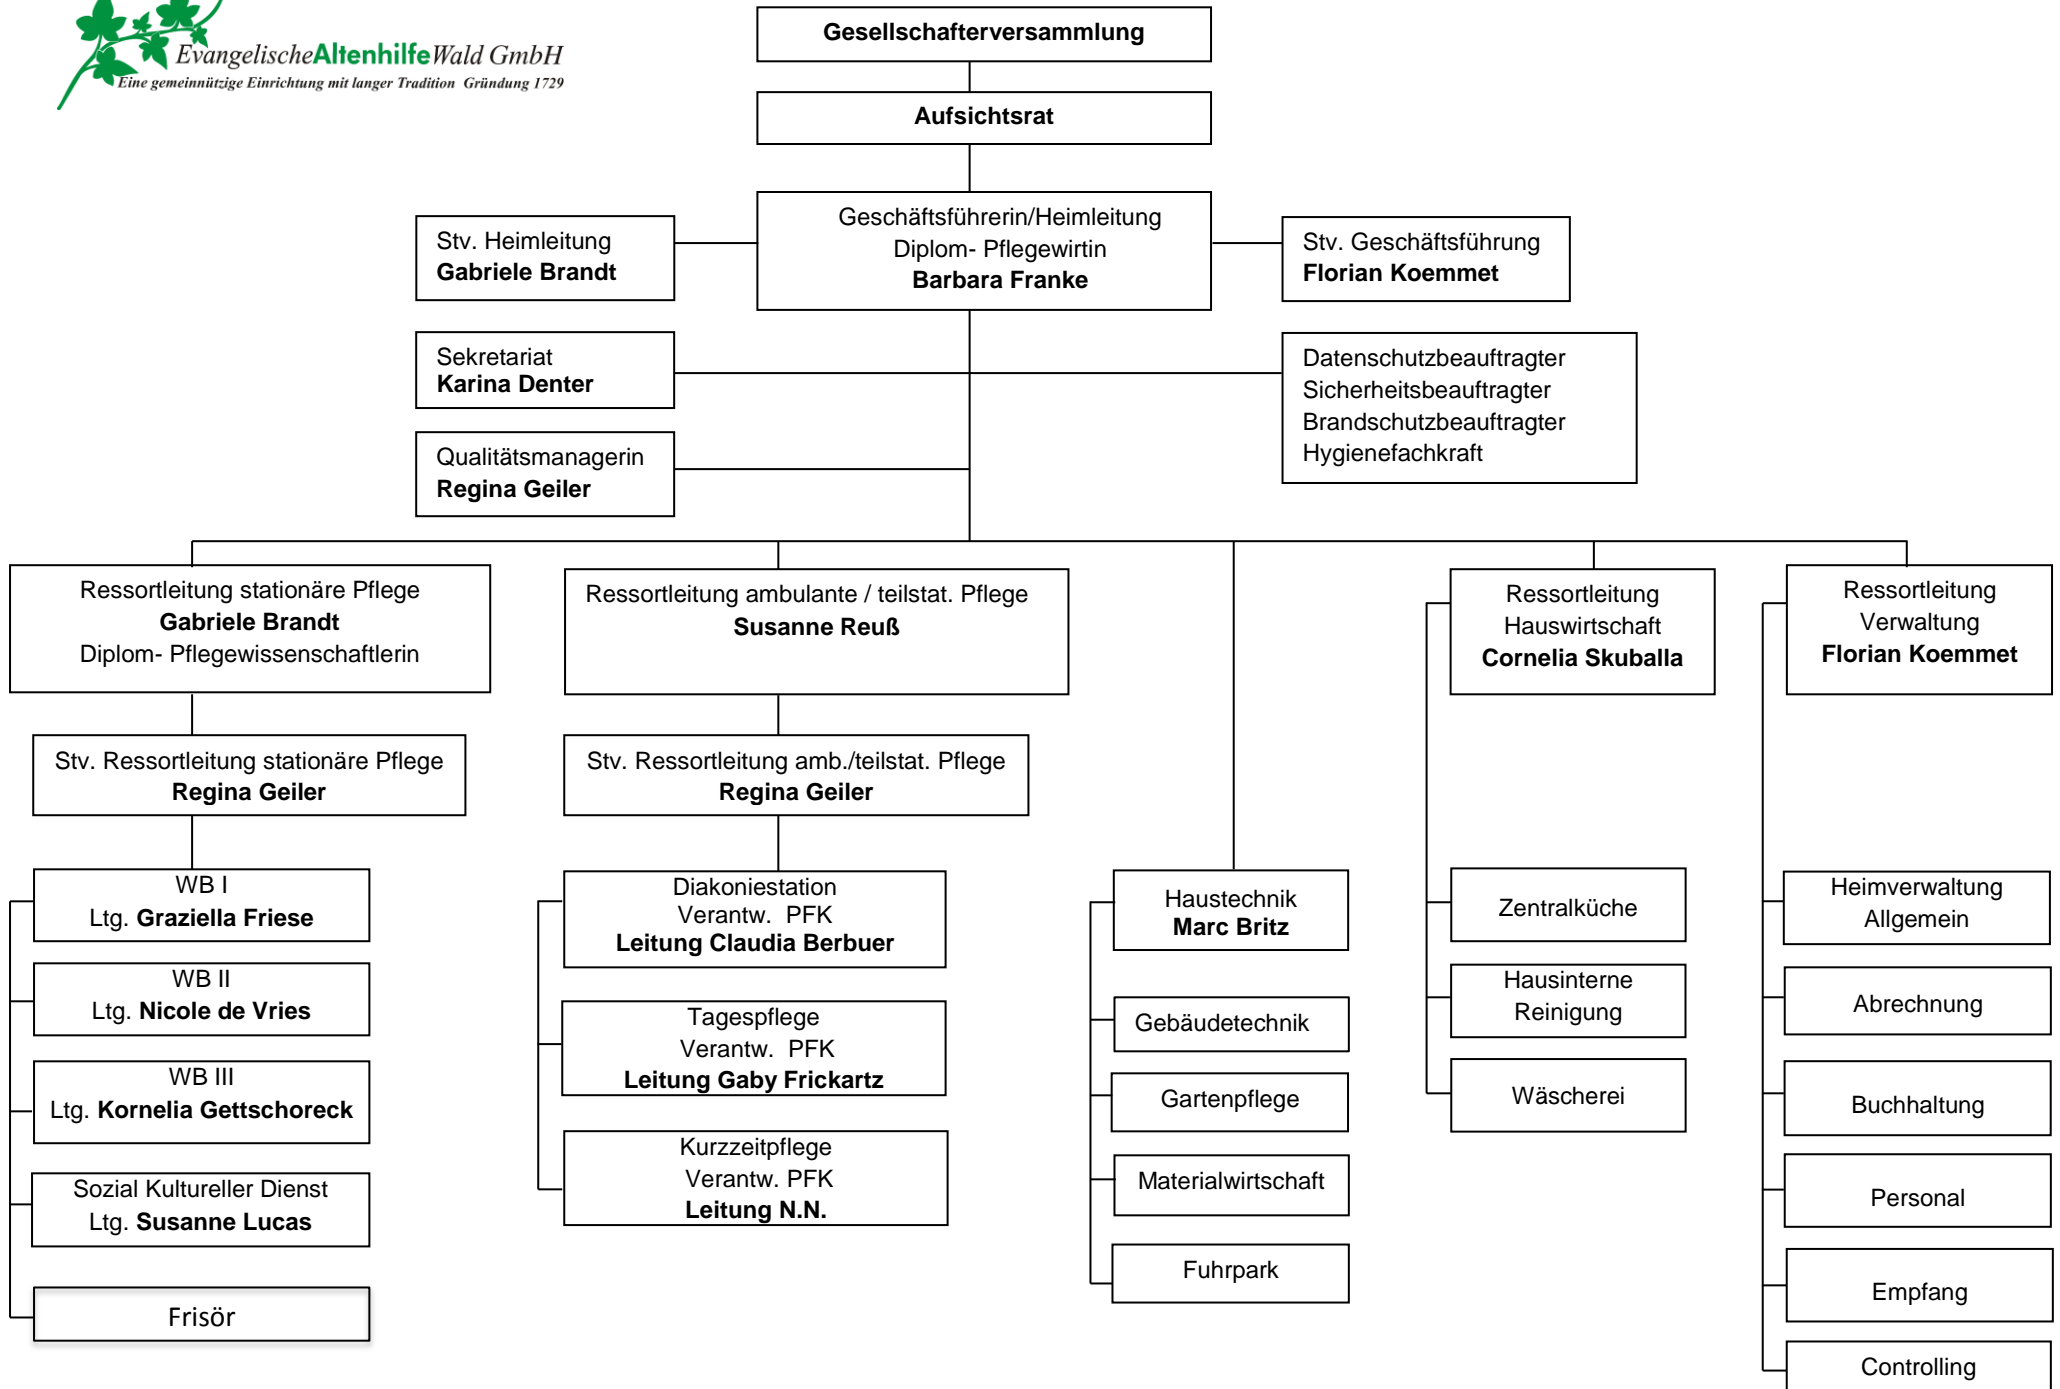 EvangelischeAltenhilfeWald GmbH
Eine gemeinnützige Einrichtung mit langer Tradition Gründung 1729
Gesellschafterversammlung
Aufsichtsrat
Geschäftsführerin/Heimleitung
Diplom- Pflegewirtin
Barbara Franke
Stv. Heimleitung
Gabriele Brandt
Stv. Geschäftsführung
Florian Koemmet
Sekretariat
Karina Denter
Datenschutzbeauftragter
Sicherheitsbeauftragter
Brandschutzbeauftragter
Hygienefachkraft
Qualitätsmanagerin
Regina Geiler
Ressortleitung stationäre Pflege
Gabriele Brandt
Diplom- Pflegewissenschaftlerin
Ressortleitung ambulante / teilstat. Pflege
Susanne Reuß
Ressortleitung
Hauswirtschaft
Cornelia Skuballa
Ressortleitung
Verwaltung
Florian Koemmet
Stv. Ressortleitung stationäre Pflege
Regina Geiler
Stv. Ressortleitung amb./teilstat. Pflege
Regina Geiler
WB I
Ltg. Graziella Friese
WB II
Ltg. Nicole de Vries
WB III
Ltg. Kornelia Gettschoreck
Sozial Kultureller Dienst
Ltg. Susanne Lucas
Frisör
Diakoniestation
Verantw. PFK
Leitung Claudia Berbuer
Tagespflege
Verantw. PFK
Leitung Gaby Frickartz
Kurzzeitpflege
Verantw. PFK
Leitung N.N.
Haustechnik
Marc Britz
Gebäudetechnik
Gartenpflege
Materialwirtschaft
Fuhrpark
Zentralküche
Hausinterne
Reinigung
Wäscherei
Heimverwaltung
Allgemein
Abrechnung
Buchhaltung
Personal
Empfang
Controlling